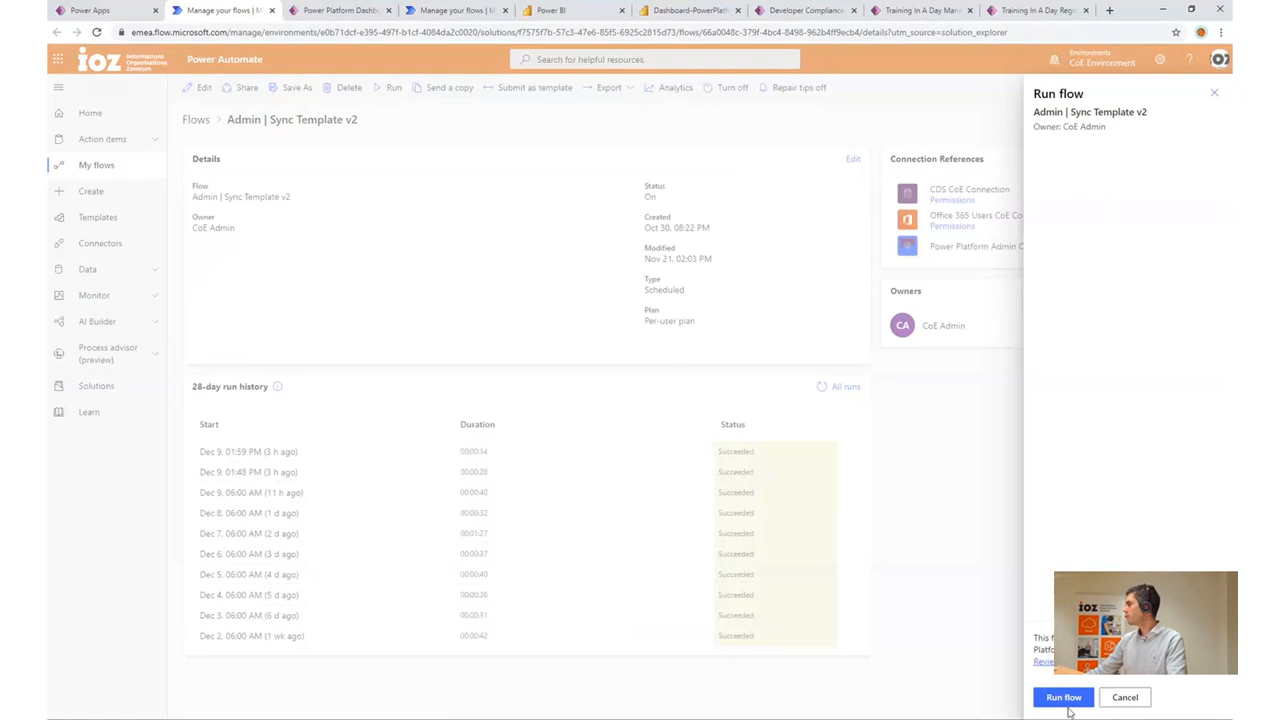 Power Apps
Manage your flows | M
Power Platform Dashb
Manage your flows | M
Power BI
Dashboard-PowerPlatf
Developer Compliance
Training In A Day Man
Training In A Day Regi
emea.flow.microsoft.com/manage/environments/e0b71dcf-e395-497f-b1cf-4084da2c0020/solutions/f7575f7b-57c3-47e6-85f5-6925c2815d73/flows/66a0048c-379f-4bc4-8498-962b4ff9ecb4/details?utm_source=solution_explorer
ioz Informations Organisations Zentrum
Power Automate
Search for helpful resources
Environments
CoE Environment
Edit
Share
Save As
Delete
Run
Send a copy
Submit as template
Export
Analytics
Turn off
Repair tips off
Home
Action items
My flows
Create
Templates
Connectors
Data
Monitor
AI Builder
Process advisor
(preview)
Solutions
Learn
Flows > Admin | Sync Template v2
Details
Edit
Flow
Admin | Sync Template v2
Owner
CoE Admin
Status
On
Created
Oct 30, 08:22 PM
Modified
Nov 21, 02:03 PM
Type
Scheduled
Plan
Per-user plan
28-day run history
All runs
Start Duration Status
Dec 9, 01:59 PM (3 h ago) 00:00:14 Succeeded
Dec 9, 01:48 PM (3 h ago) 00:00:28 Succeeded
Dec 9, 06:00 AM (11 h ago) 00:00:40 Succeeded
Dec 8, 06:00 AM (1 d ago) 00:00:32 Succeeded
Dec 7, 06:00 AM (2 d ago) 00:01:27 Succeeded
Dec 6, 06:00 AM (3 d ago) 00:00:37 Succeeded
Dec 5, 06:00 AM (4 d ago) 00:00:40 Succeeded
Dec 4, 06:00 AM (5 d ago) 00:00:36 Succeeded
Dec 3, 06:00 AM (6 d ago) 00:00:31 Succeeded
Dec 2, 06:00 AM (1 wk ago) 00:00:42 Succeeded
Connection References
CDS CoE Connection
Permissions
Office 365 Users CoE Co
Permissions
Power Platform Admin C
Owners
CA
CoE Admin
Run flow
Admin | Sync Template v2
Owner: CoE Admin
This f
Platfo
Revie
ioz
Run flow
Cancel